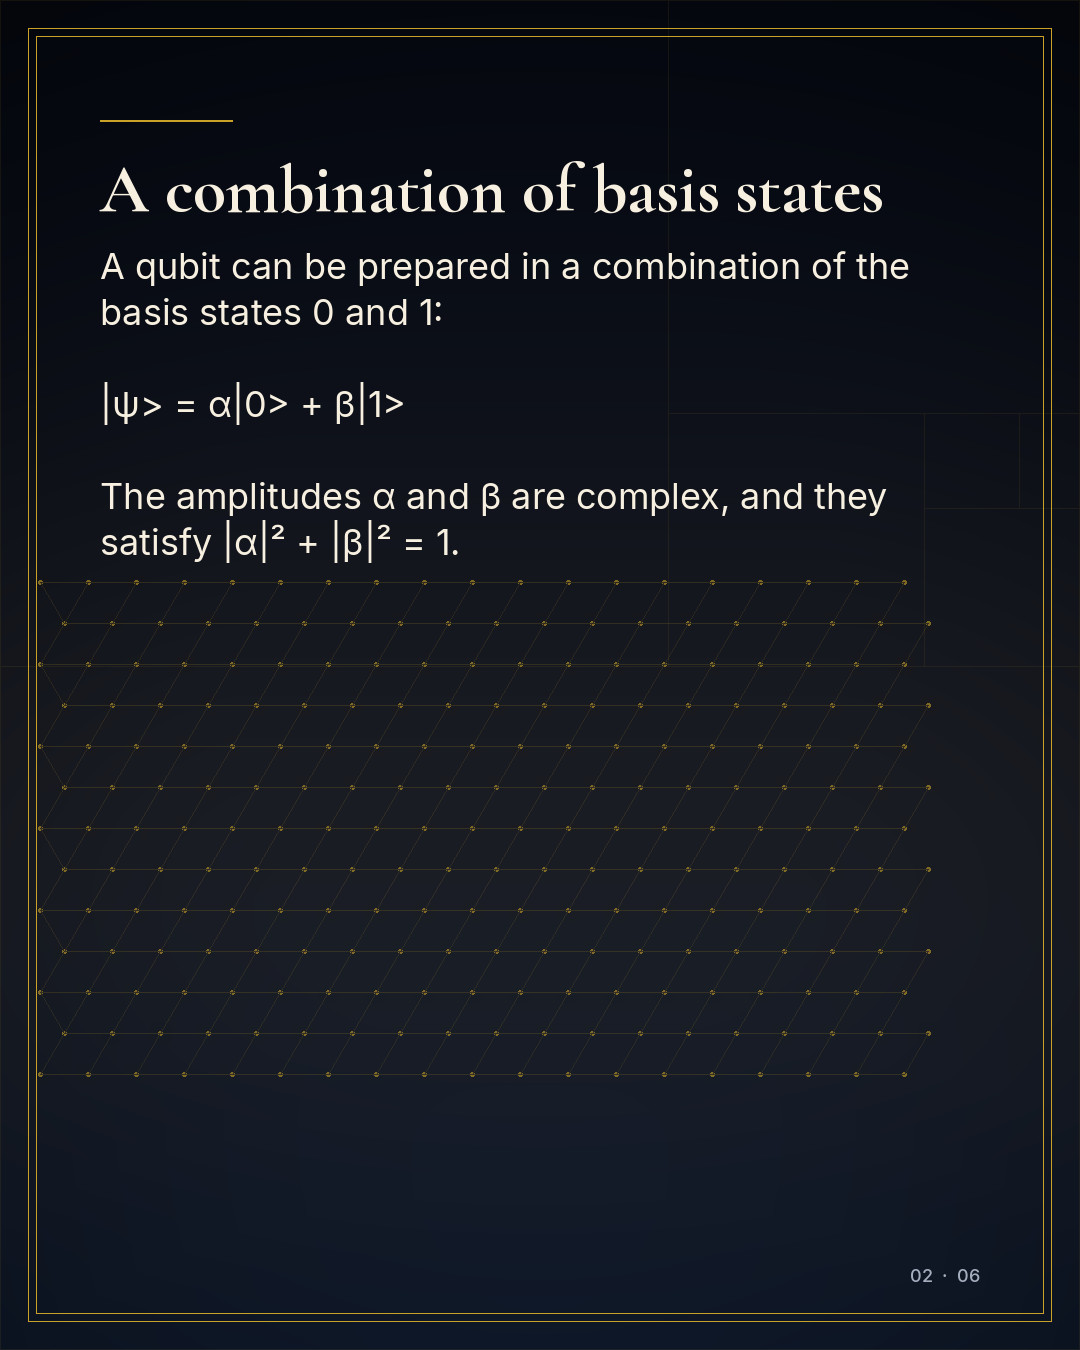 A combination of basis states
A qubit can be prepared in a combination of the
basis states 0 and 1:
|ψ> = α|0> + β|1>
The amplitudes α and β are complex, and they
satisfy |α|² + |β|² = 1.
02 · 06